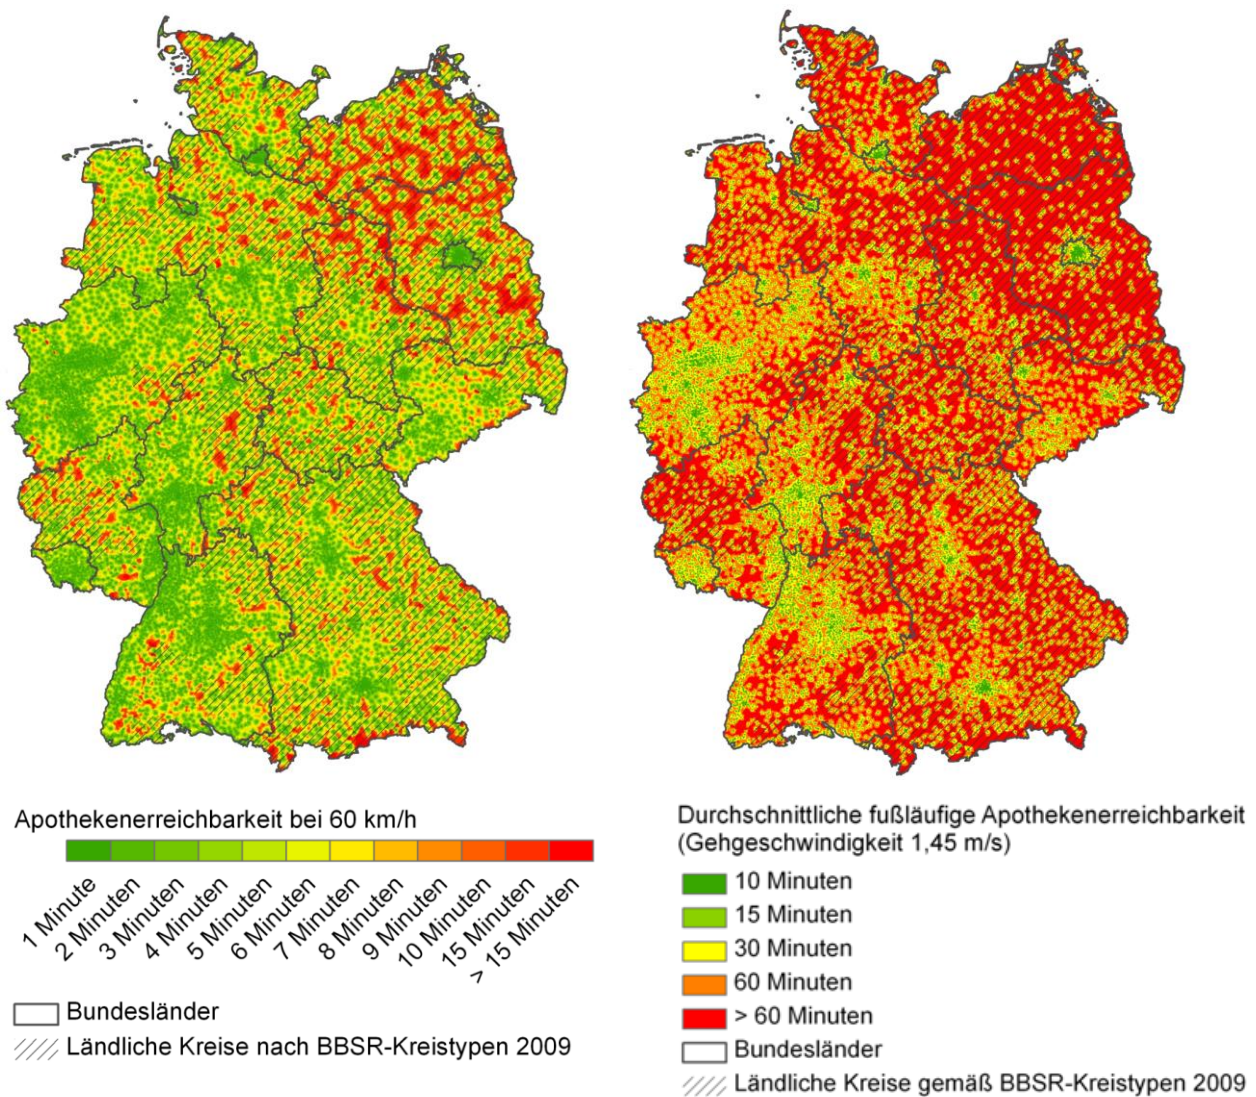 Apothekenerreichbarkeit bei 60 km/h
1 Minute
2 Minuten
3 Minuten
4 Minuten
5 Minuten
6 Minuten
7 Minuten
8 Minuten
9 Minuten
10 Minuten
15 Minuten
> 15 Minuten
Bundesländer
Ländliche Kreise nach BBSR-Kreistypen 2009
Durchschnittliche fußläufige Apothekenerreichbarkeit
(Gehgeschwindigkeit 1,45 m/s)
10 Minuten
15 Minuten
30 Minuten
60 Minuten
> 60 Minuten
Bundesländer
Ländliche Kreise gemäß BBSR-Kreistypen 2009